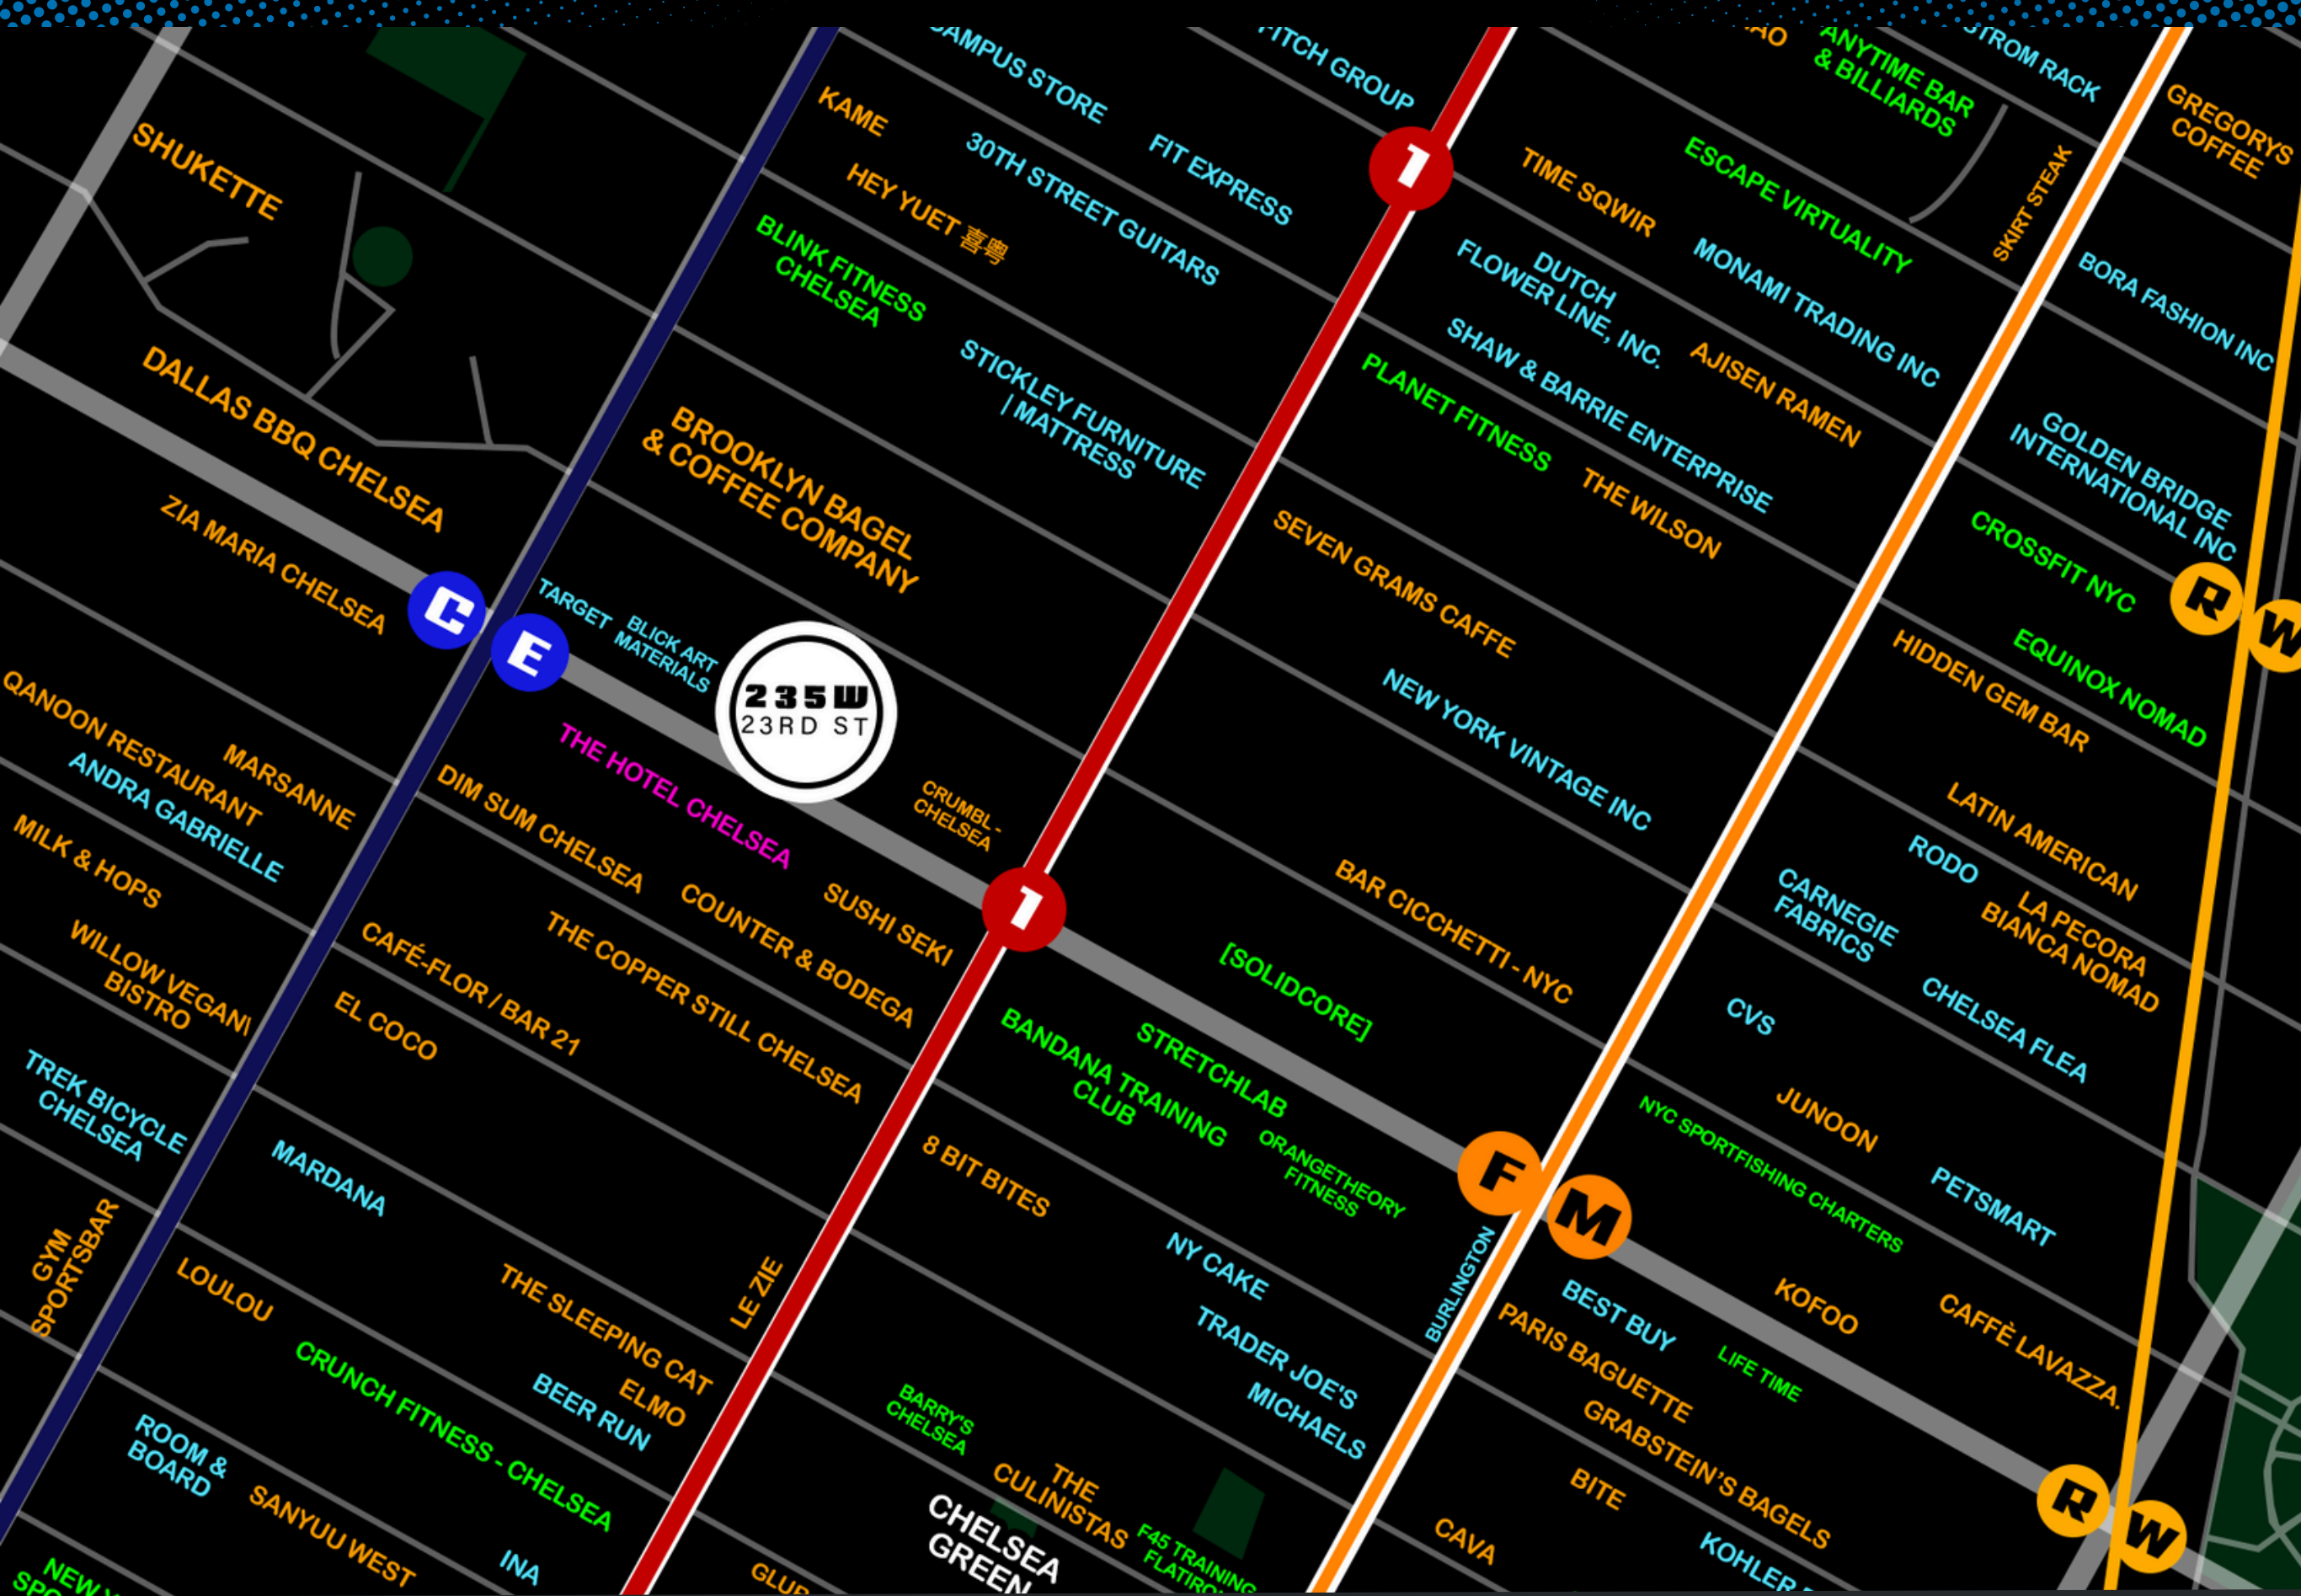 CAMPUS STORE
FITCH GROUP
ANYTIME BAR
& BILLIARDS
STROM RACK
GREGORYS
COFFEE
KAME
30TH STREET GUITARS
FIT EXPRESS
1
TIME SQWIR
ESCAPE VIRTUALITY
SKIRT STEAK
SHUKETTE
HEY YUET 喜粤
BLINK FITNESS
CHELSEA
DUTCH
FLOWER LINE, INC.
MONAMI TRADING INC
BORA FASHION INC
STICKLEY FURNITURE
| MATTRESS
SHAW & BARRIE ENTERPRISE
AJISEN RAMEN
PLANET FITNESS
THE WILSON
GOLDEN BRIDGE
INTERNATIONAL INC
DALLAS BBQ CHELSEA
BROOKLYN BAGEL
& COFFEE COMPANY
SEVEN GRAMS CAFFE
CROSSFIT NYC
R
W
ZIA MARIA CHELSEA
C
E
TARGET
BLICK ART
MATERIALS
235W
23RD ST
NEW YORK VINTAGE INC
HIDDEN GEM BAR
EQUINOX NOMAD
QANOON RESTAURANT
MARSANNE
ANDRA GABRIELLE
THE HOTEL CHELSEA
CRUMBL -
CHELSEA
LATIN AMERICAN
RODO
LA PECORA
BIANCA NOMAD
CARNEGIE
FABRICS
MILK & HOPS
DIM SUM CHELSEA
COUNTER & BODEGA
SUSHI SEKI
1
BAR CICCHETTI - NYC
[SOLIDCORE]
CVS
CHELSEA FLEA
WILLOW VEGAN
BISTRO
CAFÉ-FLOR / BAR 21
THE COPPER STILL CHELSEA
EL COCO
BANDANA TRAINING
CLUB
STRETCHLAB
ORANGETHEORY
FITNESS
F
M
NYC SPORTFISHING CHARTERS
JUNOON
PETSMART
TREK BICYCLE
CHELSEA
MARDANA
8 BIT BITES
NY CAKE
BURLINGTON
BEST BUY
KOFOO
CAFFÈ LAVAZZA.
GYM
SPORTSBAR
LOULOU
THE SLEEPING CAT
LE ZIE
TRADER JOE'S
PARIS BAGUETTE
LIFE TIME
CRUNCH FITNESS - CHELSEA
BEER RUN
ELMO
BARRY'S
CHELSEA
MICHAELS
GRABSTEIN'S BAGELS
ROOM &
BOARD
SANYUU WEST
INA
THE
CULINISTAS
CHELSEA
GREEN
F45 TRAINING
BITE
CAVA
KOHLER
R
W
NEW